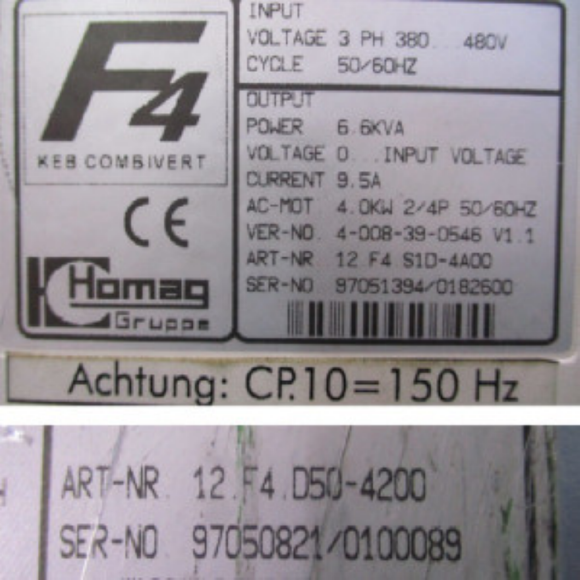 F4
KEB COMBIVERT
CE
Homag
Gruppe
INPUT
VOLTAGE 3 PH 380...480V
CYCLE 50/60HZ
OUTPUT
POWER 6.6KVA
VOLTAGE 0...INPUT VOLTAGE
CURRENT 9.5A
AC-MOT 4.0KW 2/4P 50/60HZ
VER-NO. 4-008-39-0546 V1.1
ART-NR 12.F4.S1D-4A00
SER-NO 97051394/0182600
Achtung: CP.10=150 Hz
ART-NR 12.F4.D50-4200
SER-NO 97050821/0100089